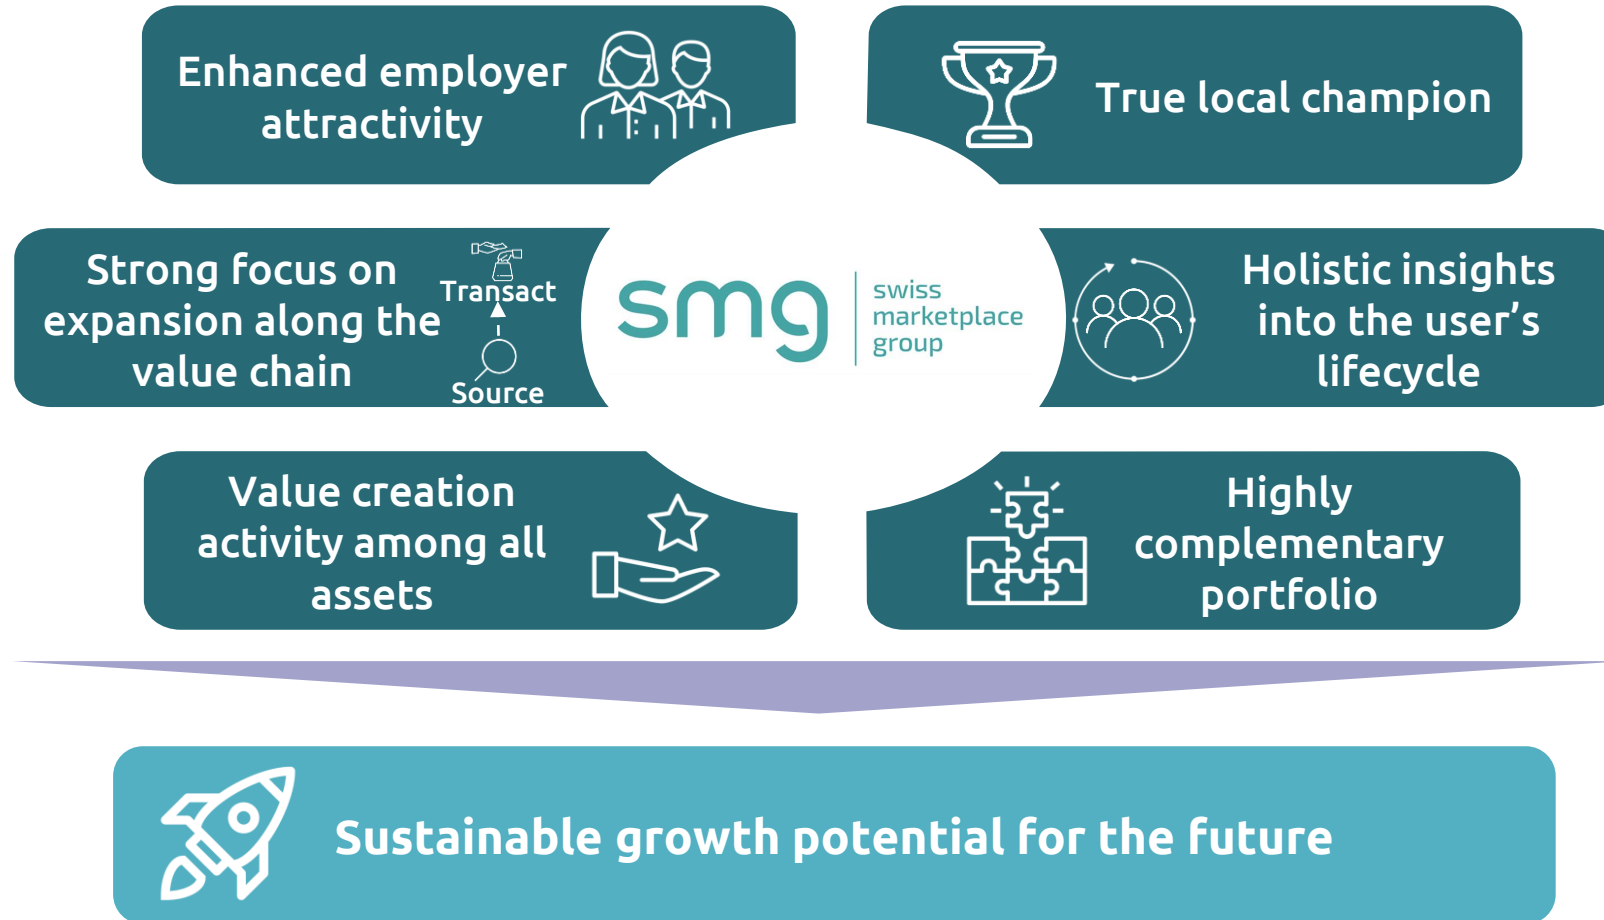 Enhanced employer
attractivity
True local champion
Strong focus on
expansion along the
value chain
Transact
Source
smg
swiss
marketplace
group
Holistic insights
into the user’s
lifecycle
Value creation
activity among all
assets
Highly
complementary
portfolio
Sustainable growth potential for the future